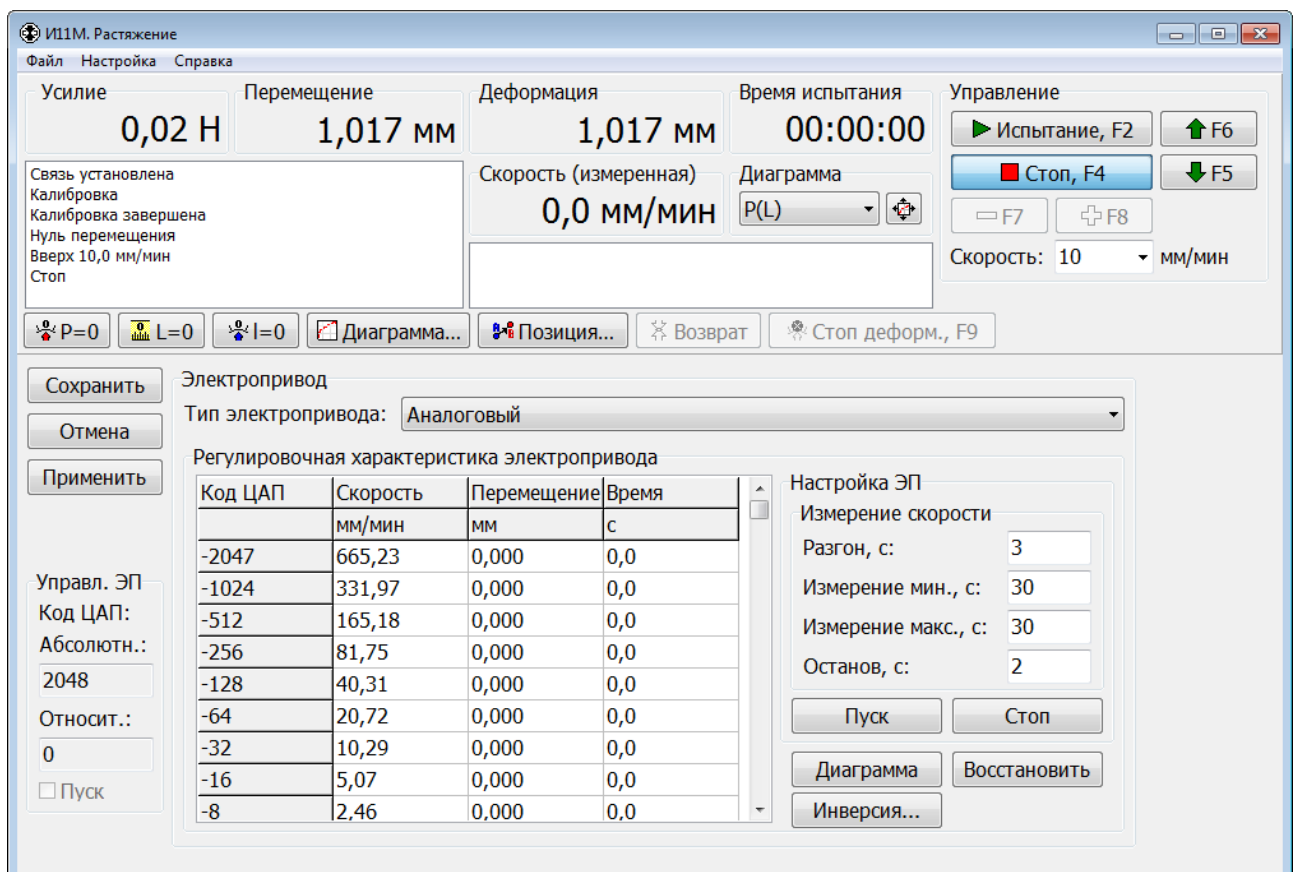 И11М. Растяжение
Файл Настройка Справка
Усилие Перемещение Деформация Время испытания Управление
0,02 Н 1,017 мм 1,017 мм 00:00:00 Испытание, F2 F6
Связь установлена
Калибровка
Калибровка завершена
Нуль перемещения
Вверх 10,0 мм/мин
Стоп
Скорость (измеренная) Диаграмма Стоп, F4 F5
0,0 мм/мин P(L) F7 F8
Скорость: 10 мм/мин
P=0 L=0 l=0 Диаграмма... Позиция... Возврат Стоп деформ., F9
Сохранить
Отмена
Применить
Управл. ЭП
Код ЦАП:
Абсолютн.:
2048
Относит.:
0
Пуск
Электропривод
Тип электропривода: Аналоговый
Регулировочная характеристика электропривода
Код ЦАП Скорость Перемещение Время
мм/мин мм с
-2047 665,23 0,000 0,0
-1024 331,97 0,000 0,0
-512 165,18 0,000 0,0
-256 81,75 0,000 0,0
-128 40,31 0,000 0,0
-64 20,72 0,000 0,0
-32 10,29 0,000 0,0
-16 5,07 0,000 0,0
-8 2,46 0,000 0,0
Настройка ЭП
Измерение скорости
Разгон, с: 3
Измерение мин., с: 30
Измерение макс., с: 30
Останов, с: 2
Пуск Стоп
Диаграмма Восстановить
Инверсия...